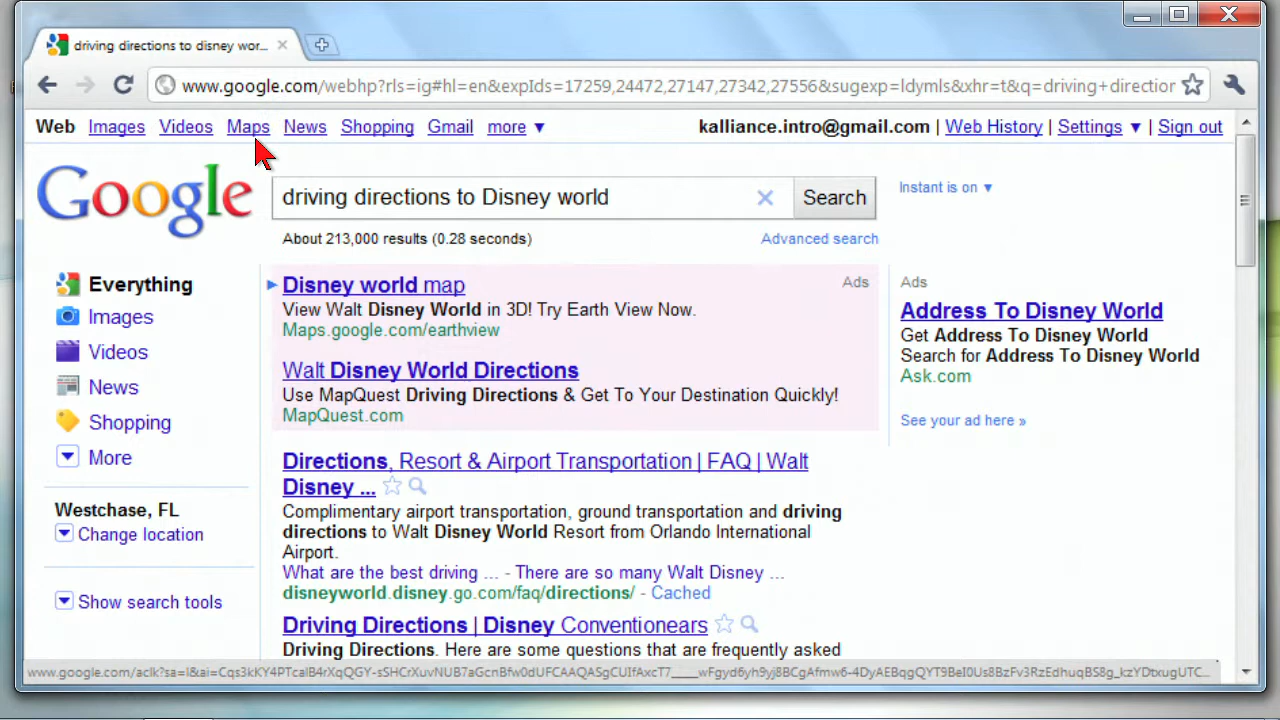 driving directions to disney wor...
www.google.com/webhp?rls=ig#hl=en&expIds=17259,24472,27147,27342,27556&sugexp=ldymls&xhr=t&q=driving+direction
Web Images Videos Maps News Shopping Gmail more ▼ kalliance.intro@gmail.com | Web History | Settings ▼ | Sign out
Google
driving directions to Disney world
Search
Instant is on ▼
About 213,000 results (0.28 seconds)
Advanced search
Everything
Images
Videos
News
Shopping
More
Westchase, FL
Change location
Show search tools
Disney world map
Ads
View Walt Disney World in 3D! Try Earth View Now.
Maps.google.com/earthview
Walt Disney World Directions
Use MapQuest Driving Directions & Get To Your Destination Quickly!
MapQuest.com
Directions, Resort & Airport Transportation | FAQ | Walt
Disney ...
Complimentary airport transportation, ground transportation and driving
directions to Walt Disney World Resort from Orlando International
Airport.
What are the best driving ... - There are so many Walt Disney ...
disneyworld.disney.go.com/faq/directions/ - Cached
Driving Directions | Disney Conventionears
Driving Directions. Here are some questions that are frequently asked
Ads
Address To Disney World
Get Address To Disney World
Search for Address To Disney World
Ask.com
See your ad here »